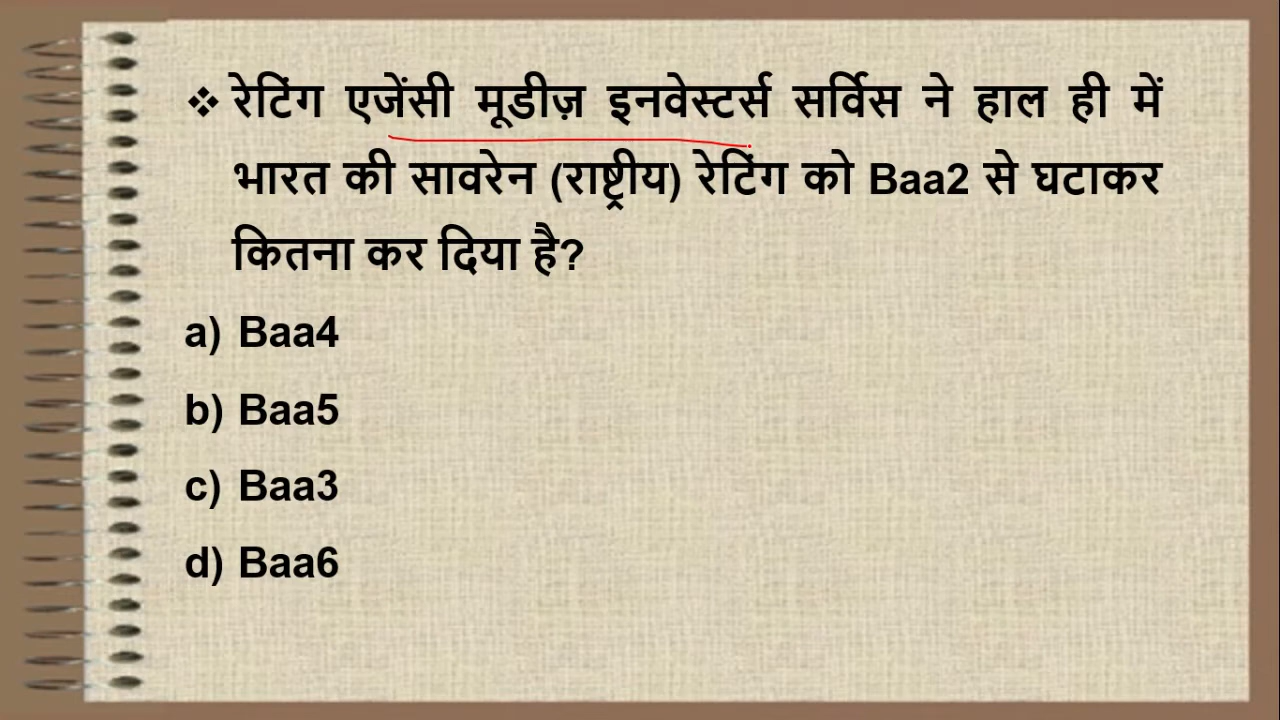 ❖ रेटिंग एजेंसी मूडीज़ इनवेस्टर्स सर्विस ने हाल ही में
भारत की सावरेन (राष्ट्रीय) रेटिंग को Baa2 से घटाकर
कितना कर दिया है?
a) Baa4
b) Baa5
c) Baa3
d) Baa6